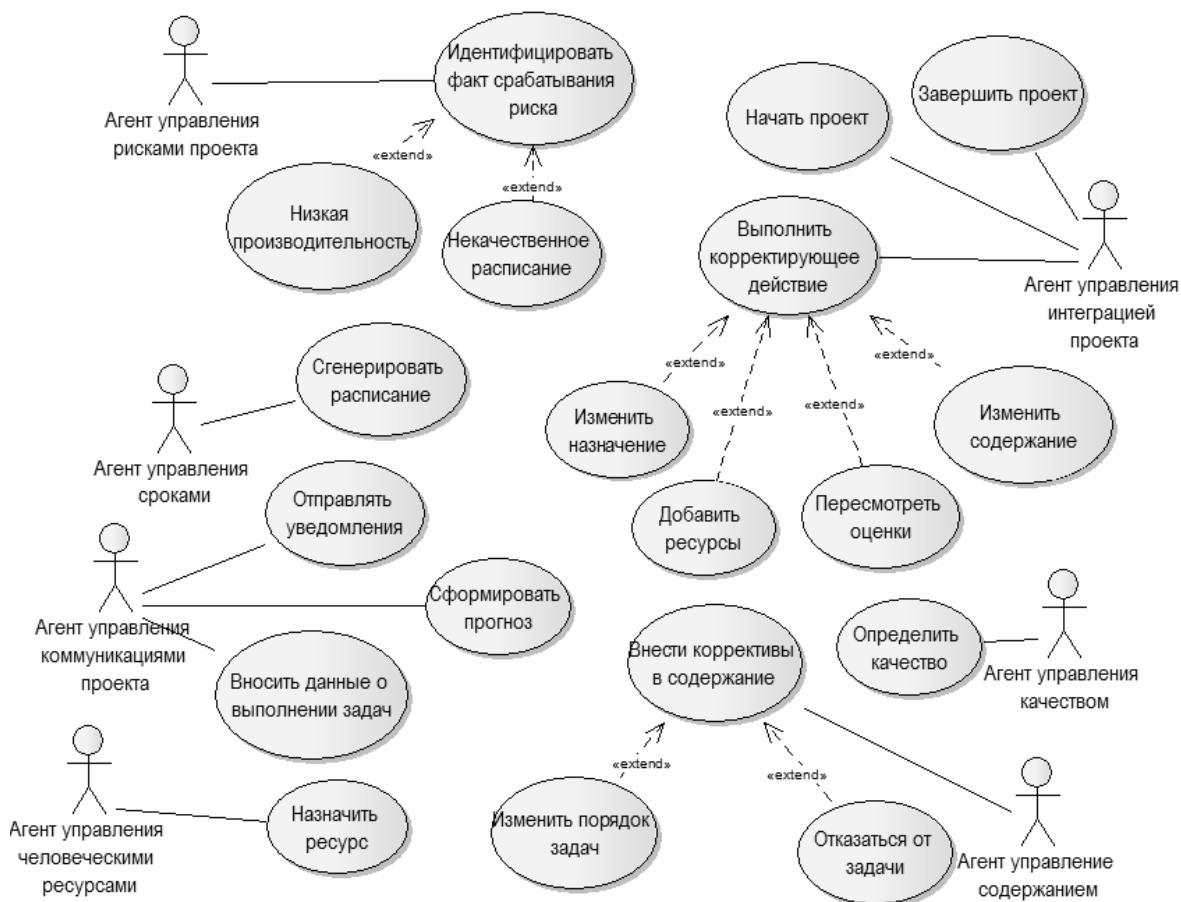 Идентифицировать
факт срабатывания
риска
Агент управления
рисками проекта
«extend»
«extend»
Низкая
производительность
Некачественное
расписание
Завершить проект
Начать проект
Выполнить
корректирующее
действие
Агент управления
интеграцией
проекта
«extend»
«extend»
«extend»
«extend»
Изменить
назначение
Добавить
ресурсы
Пересмотреть
оценки
Изменить
содержание
Сгенерировать
расписание
Агент управления
сроками
Отправлять
уведомления
Сформировать
прогноз
Агент управления
коммуникациями
проекта
Вносить данные о
выполнении задач
Назначить
ресурс
Агент управления
человеческими
ресурсами
Внести коррективы
в содержание
Определить
качество
Агент управления
качеством
«extend»
«extend»
Изменить порядок
задач
Отказаться от
задачи
Агент управление
содержанием